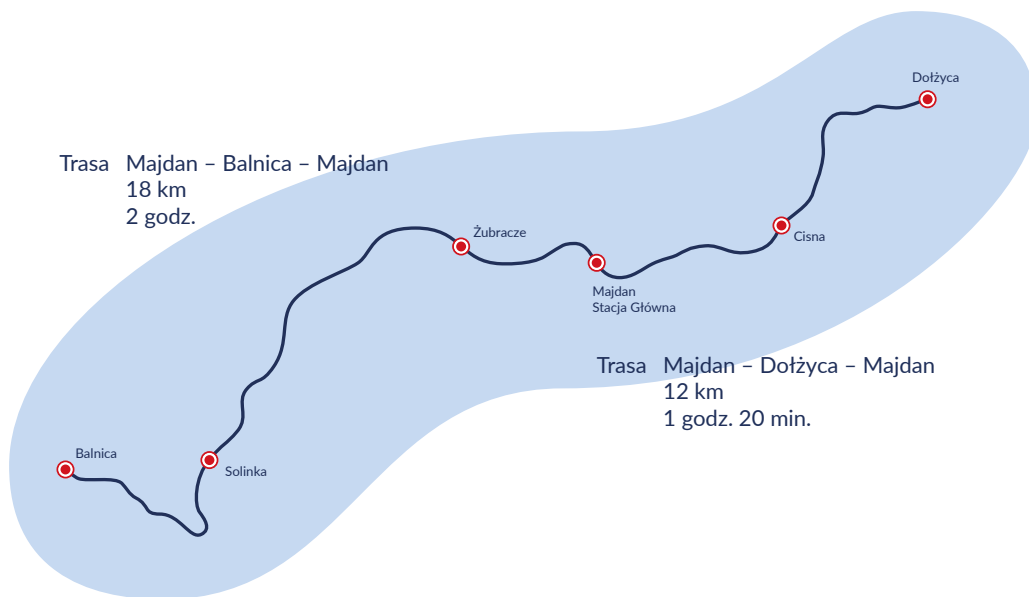 Dołżyca
Trasa Majdan – Balnica – Majdan
18 km
2 godz.
Żubracze
Cisna
Majdan
Stacja Główna
Trasa Majdan – Dołżyca – Majdan
12 km
1 godz. 20 min.
Balnica
Solinka